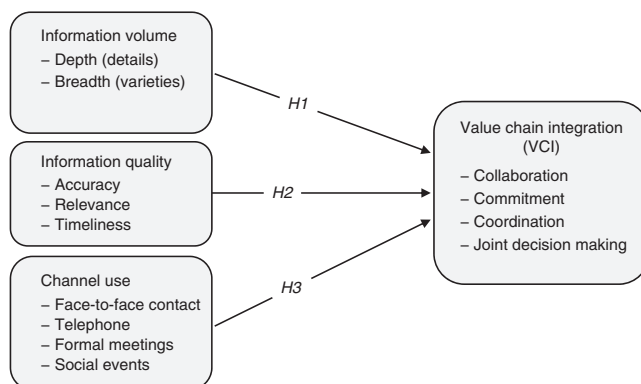 Information volume
– Depth (details)
– Breadth (varieties)
H1
Information quality
– Accuracy
– Relevance
– Timeliness
H2
Channel use
– Face-to-face contact
– Telephone
– Formal meetings
– Social events
H3
Value chain integration
(VCI)
– Collaboration
– Commitment
– Coordination
– Joint decision making